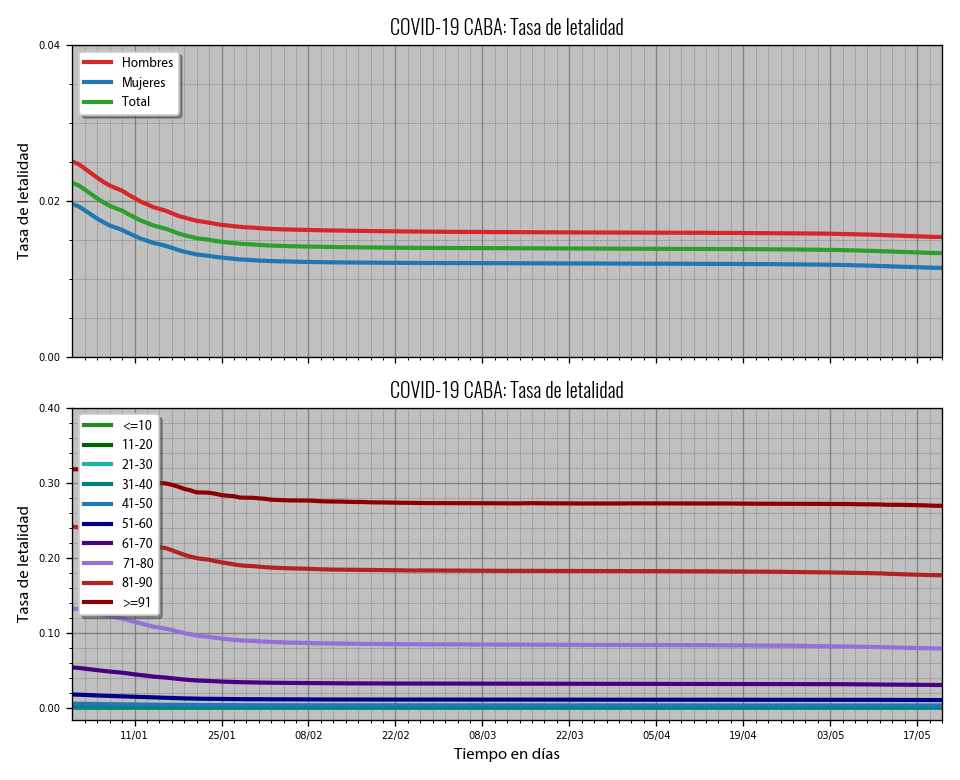 COVID-19 CABA: Tasa de letalidad
0.04
0.02
0.00
Tasa de letalidad
Hombres
Mujeres
Total
COVID-19 CABA: Tasa de letalidad
0.40
0.30
0.20
0.10
0.00
Tasa de letalidad
<=10
11-20
21-30
31-40
41-50
51-60
61-70
71-80
81-90
>=91
11/01 25/01 08/02 22/02 08/03 22/03 05/04 19/04 03/05 17/05
Tiempo en días